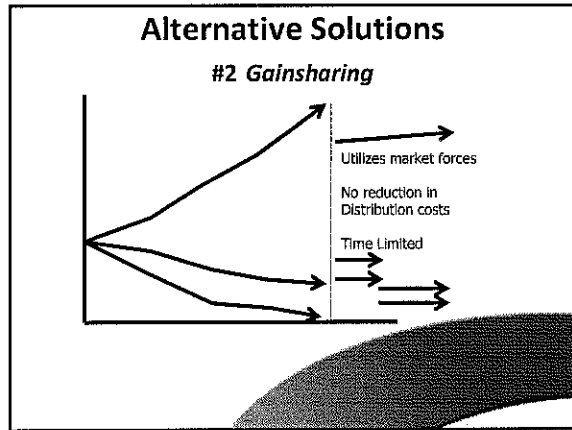 Alternative Solutions
#2 Gainsharing
Utilizes market forces
No reduction in
Distribution costs
Time Limited